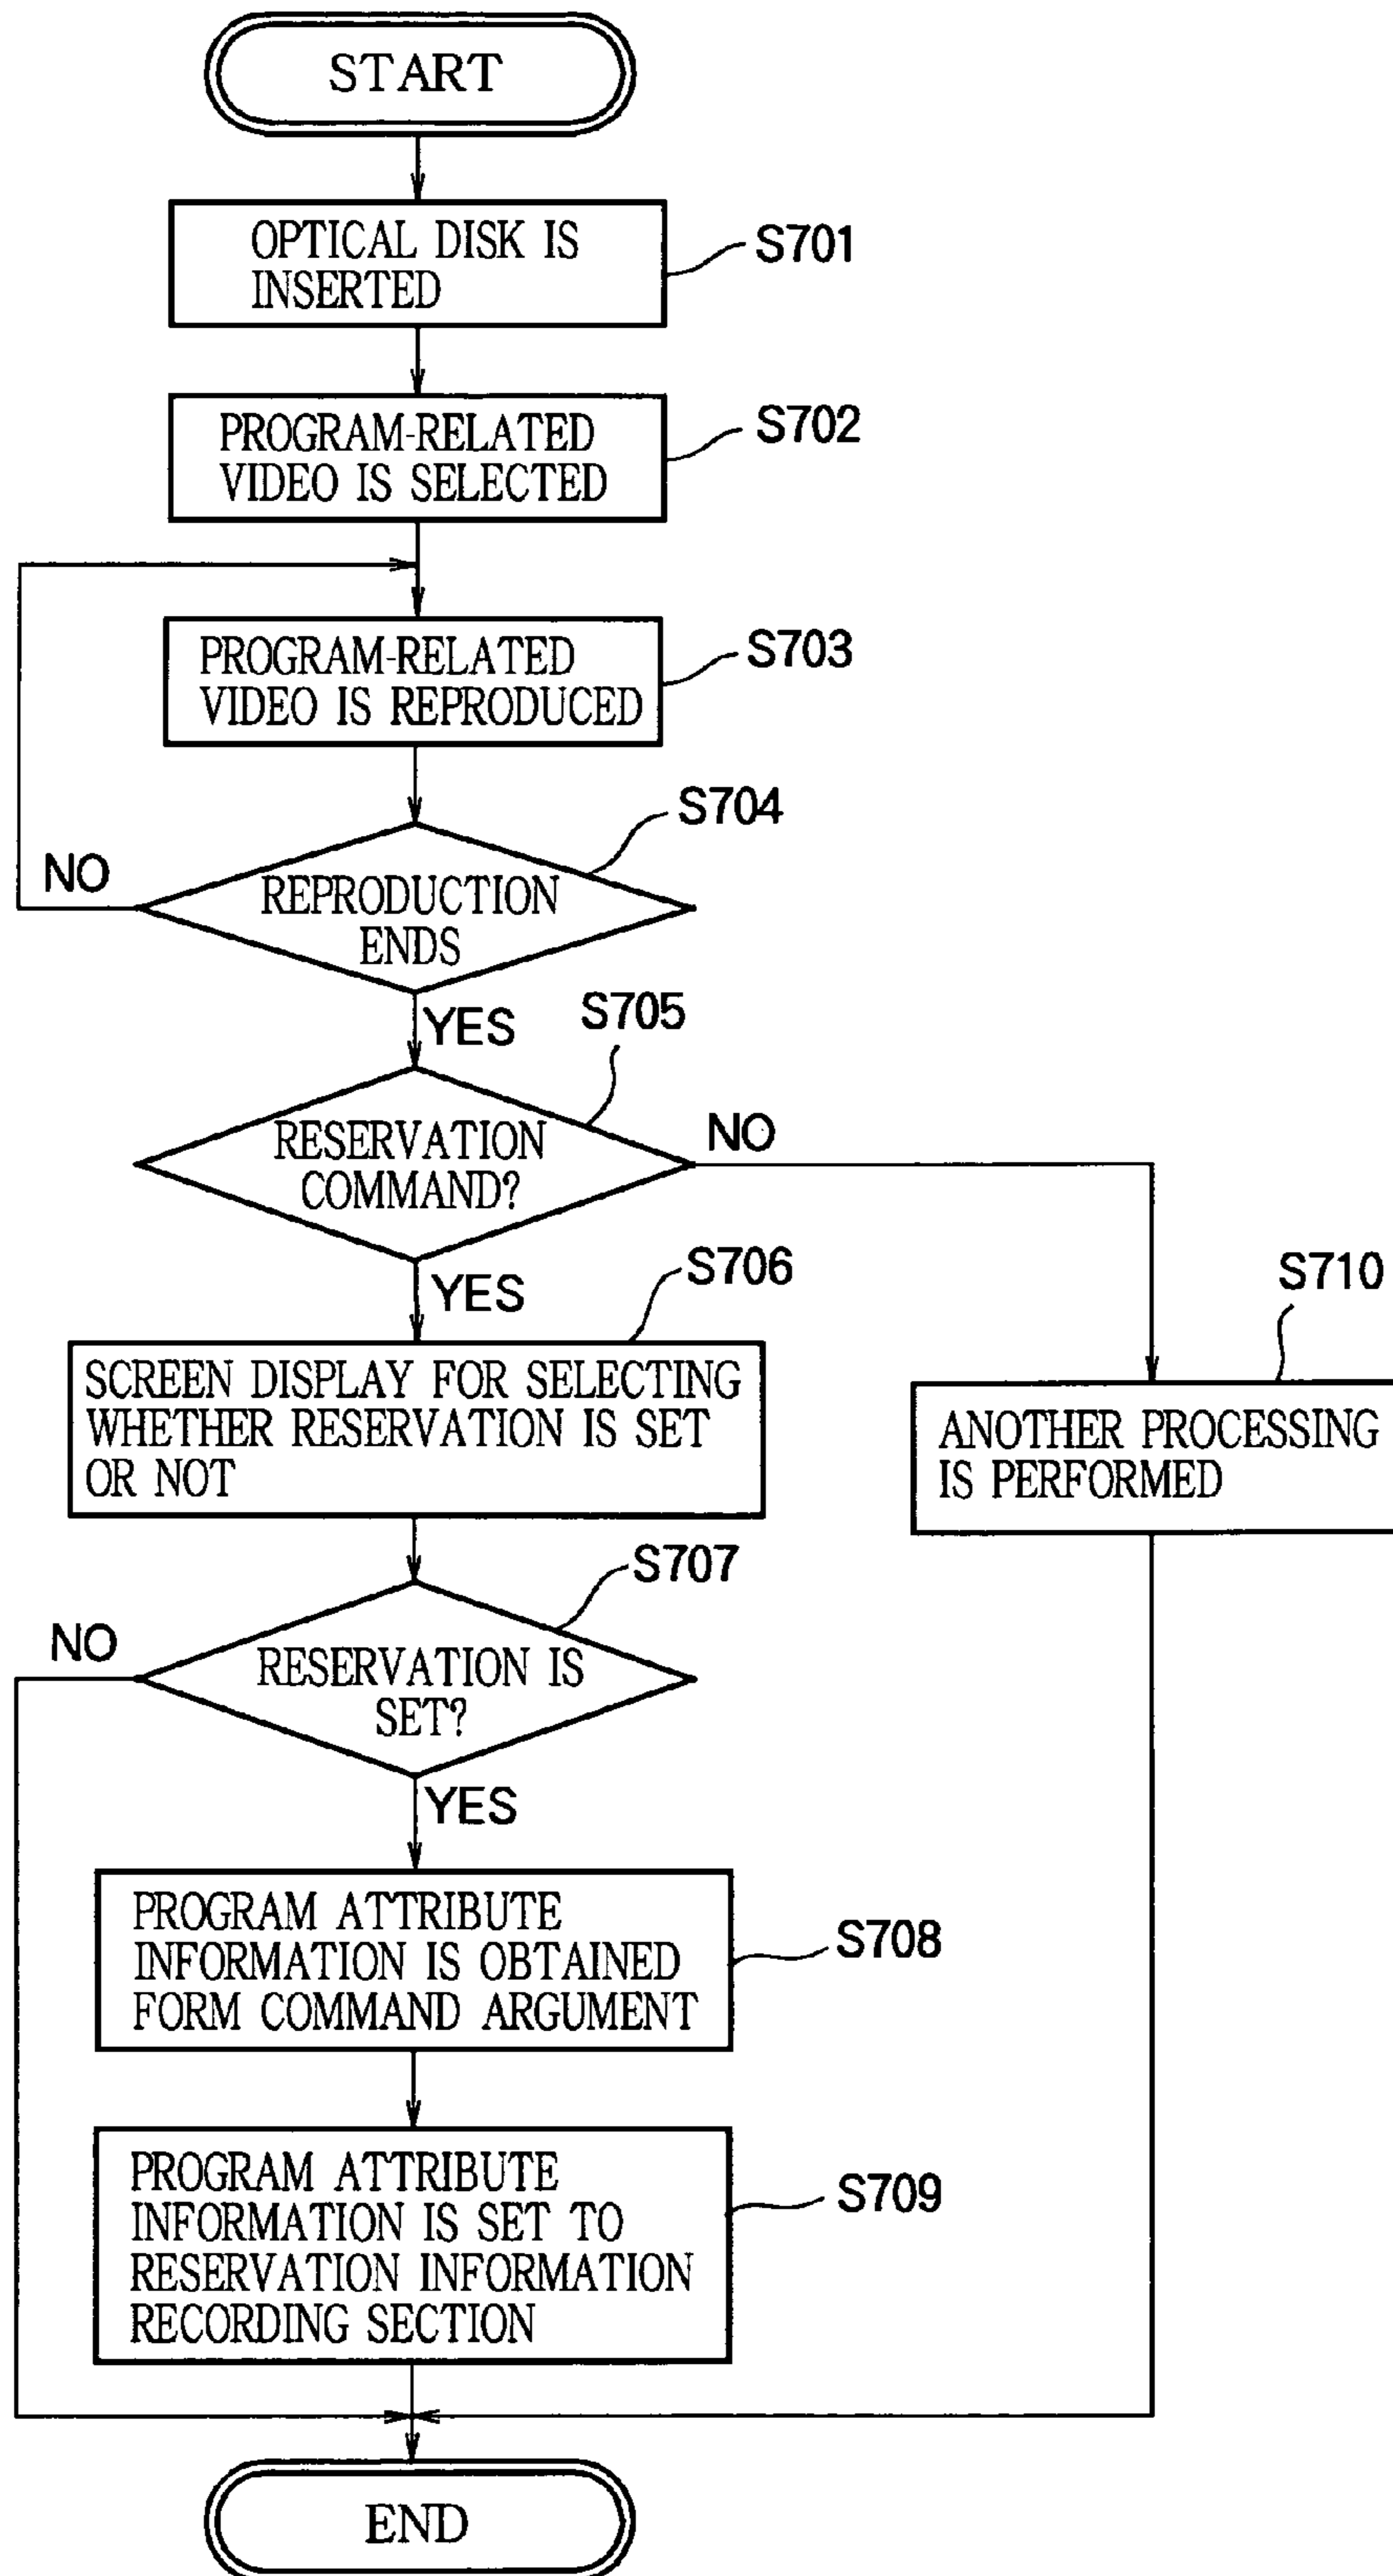 START
OPTICAL DISK IS
INSERTED
S701
PROGRAM-RELATED
VIDEO IS SELECTED
S702
PROGRAM-RELATED
VIDEO IS REPRODUCED
S703
REPRODUCTION
ENDS
S704
NO
YES
RESERVATION
COMMAND?
S705
NO
YES
SCREEN DISPLAY FOR SELECTING
WHETHER RESERVATION IS SET
OR NOT
S706
ANOTHER PROCESSING
IS PERFORMED
S710
RESERVATION IS
SET?
S707
NO
YES
PROGRAM ATTRIBUTE
INFORMATION IS OBTAINED
FORM COMMAND ARGUMENT
S708
PROGRAM ATTRIBUTE
INFORMATION IS SET TO
RESERVATION INFORMATION
RECORDING SECTION
S709
END